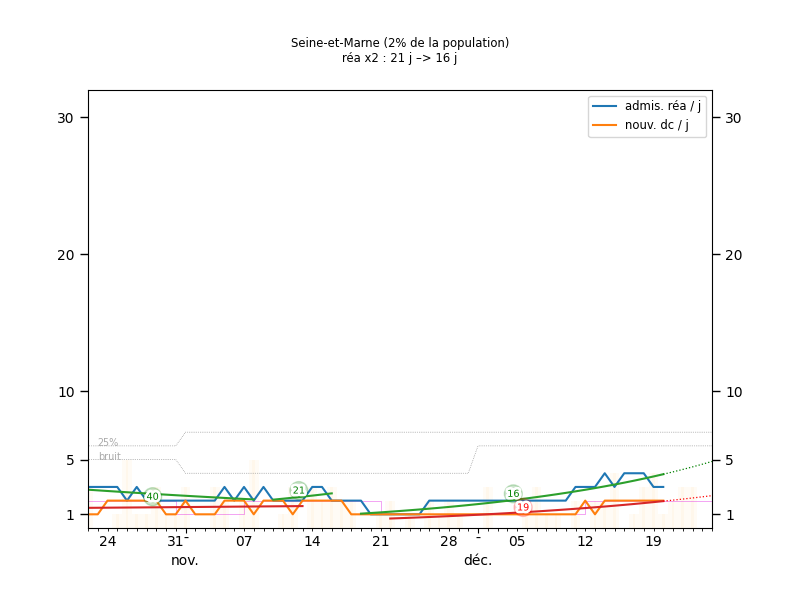 Seine-et-Marne (2% de la population)
réa x2 : 21 j –> 16 j
admis. réa / j
nouv. dc / j
30 30
20 20
10 10
25%
bruit
5 5
40 21 16 19
1 1
24 31 - 07 14 21 28 - 05 12 19
nov. déc.